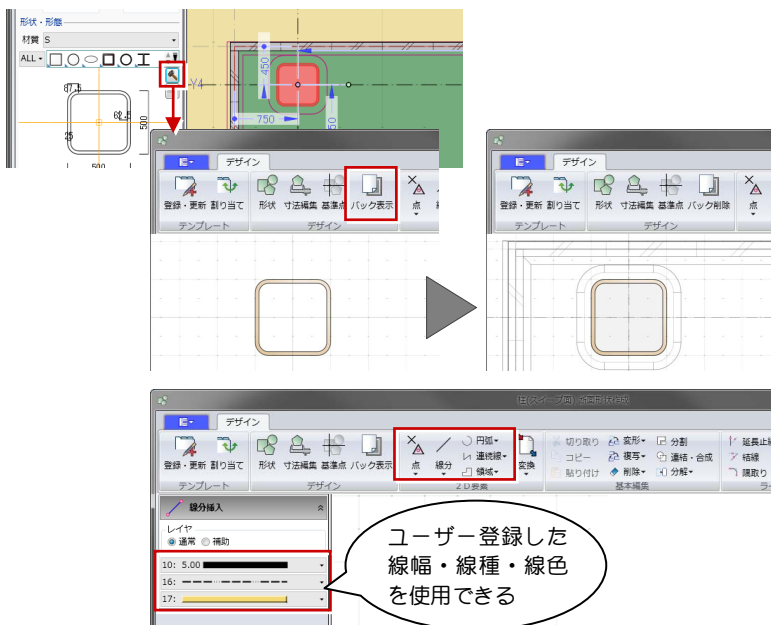 形状・形態
材質 S
ALL
87.5
62.5
25
500
500
Y4
450
750
50
デザイン
登録・更新 割り当て 形状 寸法編集 基準点 バック表示 点
テンプレート デザイン
デザイン
登録・更新 割り当て 形状 寸法編集 基準点 バック削除 点
テンプレート デザイン
デザイン
登録・更新 割り当て 形状 寸法編集 基準点 バック表示 点 線分 円弧 連続線 領域 変換 切り取り コピー 貼り付け 変形 複写 削除 分割 連結・合成 分解 延長止 結線 隅取り
テンプレート デザイン 2D要素 基本編集 ラ
線分挿入
レイヤ
通常 補助
10: 5.00
16:
17:
ユーザー登録した
線幅・線種・線色
を使用できる